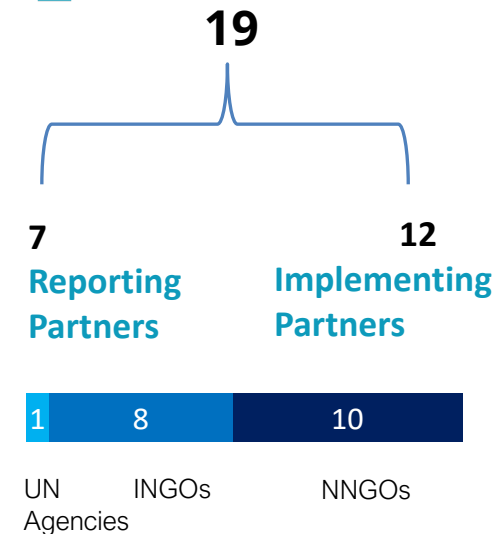 19
7
12
Reporting
Partners
Implementing
Partners
1
8
10
UN
Agencies
INGOs
NNGOs